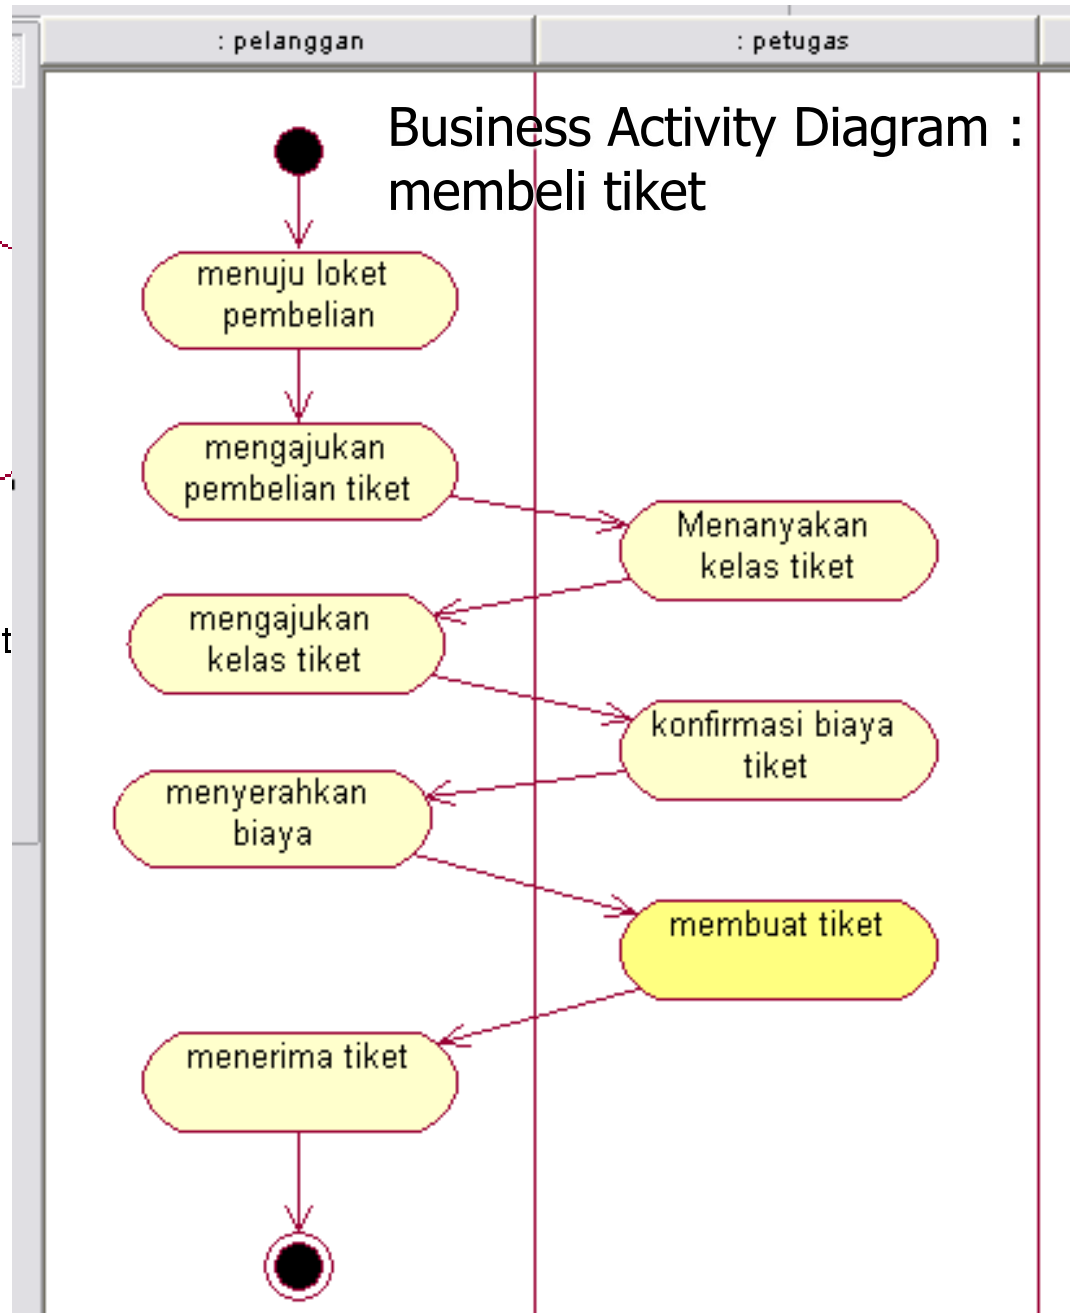 : pelanggan
: petugas
Business Activity Diagram :
membeli tiket
menuju loket
pembelian
mengajukan
pembelian tiket
Menanyakan
kelas tiket
mengajukan
kelas tiket
t
konfirmasi biaya
tiket
menyerahkan
biaya
membuat tiket
menerima tiket